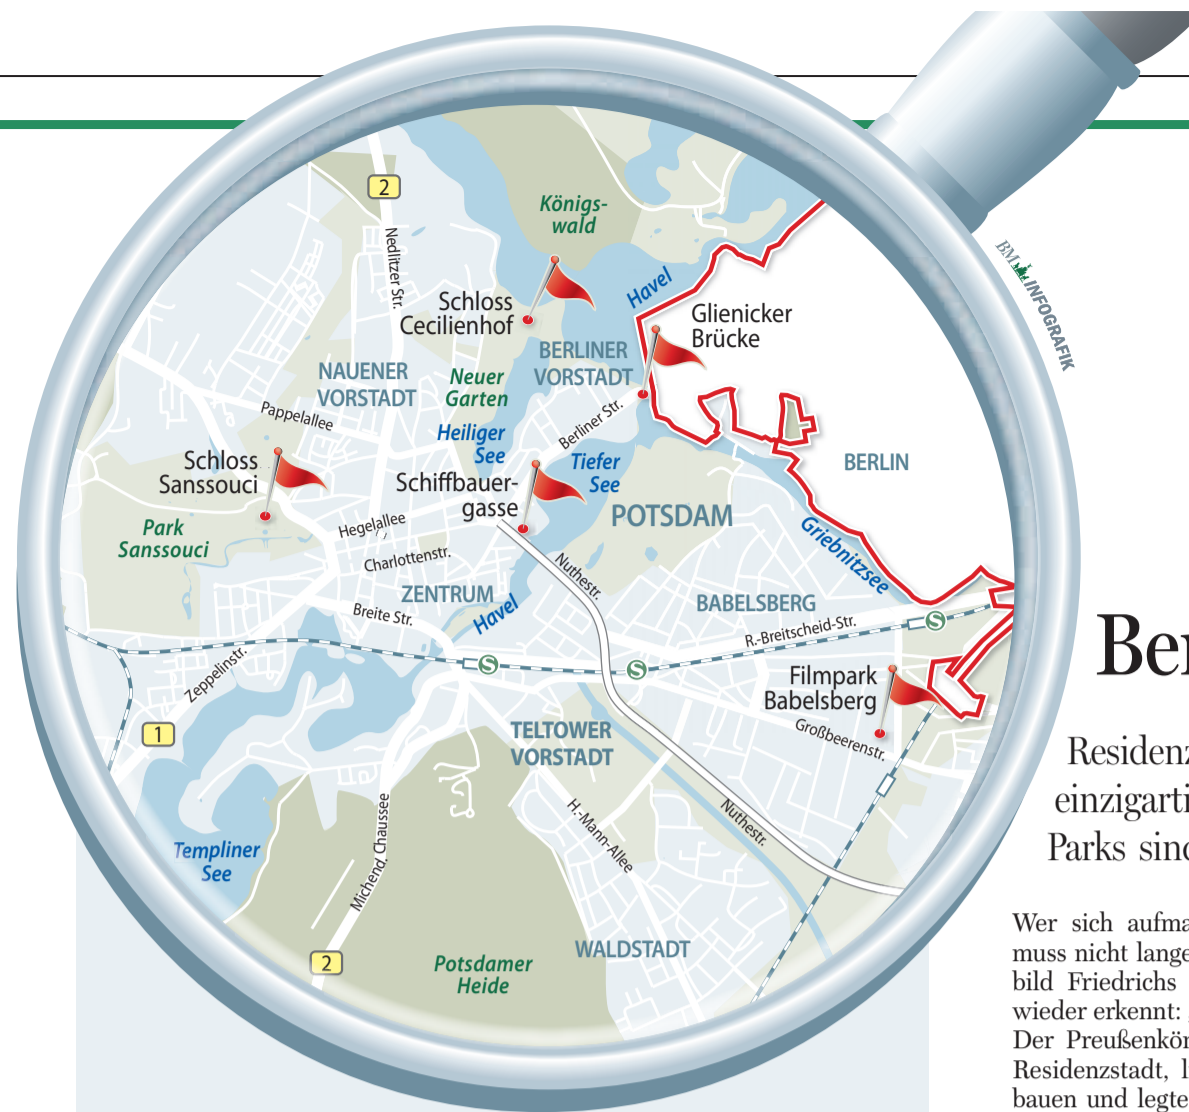 2
Königs-
wald
Nedlitzer Str.
BM INFOGRAFIK
Havel
Schloss
Cecilienhof
Glienicker
Brücke
BERLINER
VORSTADT
NAUENER
VORSTADT
Neuer
Garten
Pappelallee
Berliner Str.
Heiliger
See
Tiefer
See
BERLIN
Schloss
Sanssouci
Schiffbauer-
gasse
POTSDAM
Park
Sanssouci
Hegelallee
Charlottenstr.
Griebnitzsee
Nuthestr.
ZENTRUM
Havel
BABELSBERG
Breite Str.
R.-Breitscheid-Str.
S
S
S
Zeppelinstr.
Filmpark
Babelsberg
Großbeerenstr.
1
TELTOWER
VORSTADT
Nuthestr.
H.-Mann-Allee
Michend. Chaussee
Templiner
See
WALDSTADT
2
Potsdamer
Heide
Ber
Residenz
einzigarti
Parks sind
Wer sich aufma
muss nicht lange
bild Friedrichs
wieder erkennt:
Der Preußenkön
Residenzstadt, l
bauen und legte